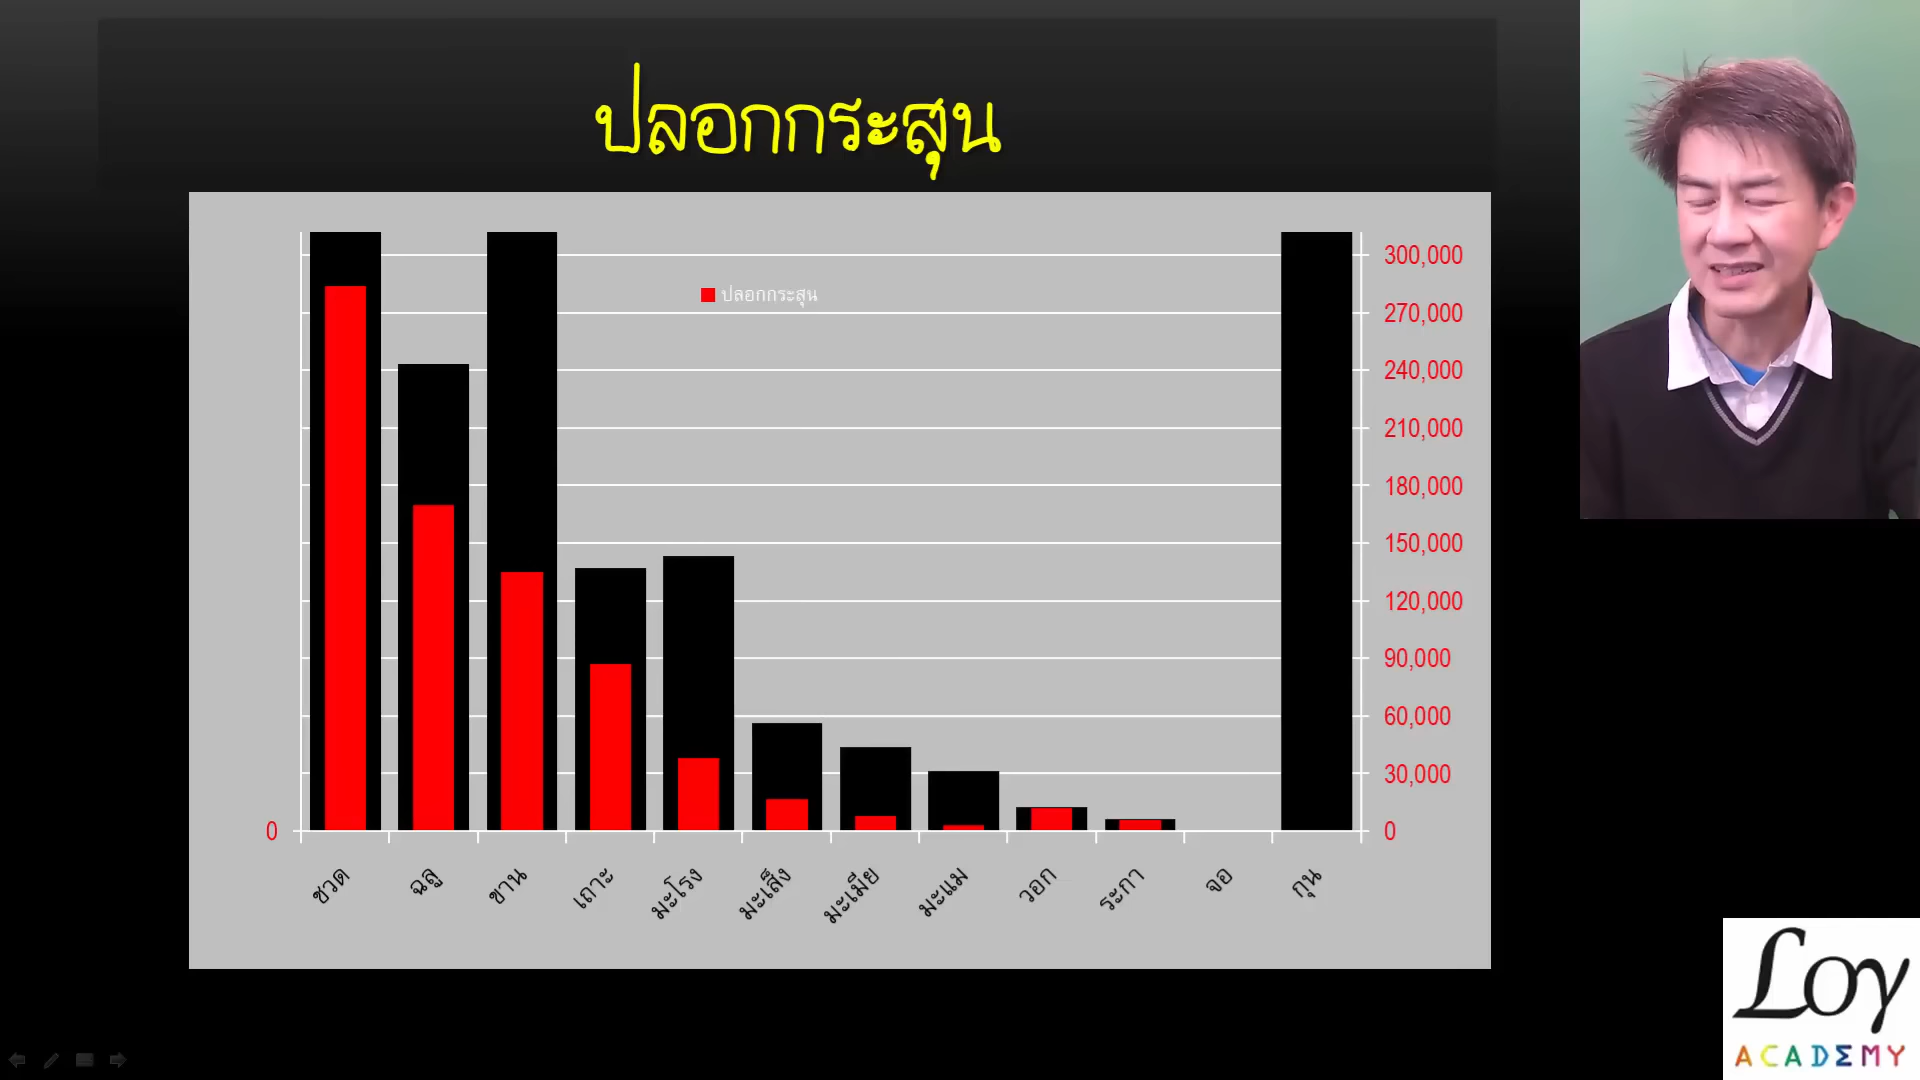 ปลอกกระสุน
ปลอกกระสุน
300,000
270,000
240,000
210,000
180,000
150,000
120,000
90,000
60,000
30,000
0
0
ชวด
ฉลู
ขาน
เถาะ
มะโรง
มะเส็ง
มะเมีย
มะแม
วอก
ระกา
จอ
กุน
Loy
ACADEMY